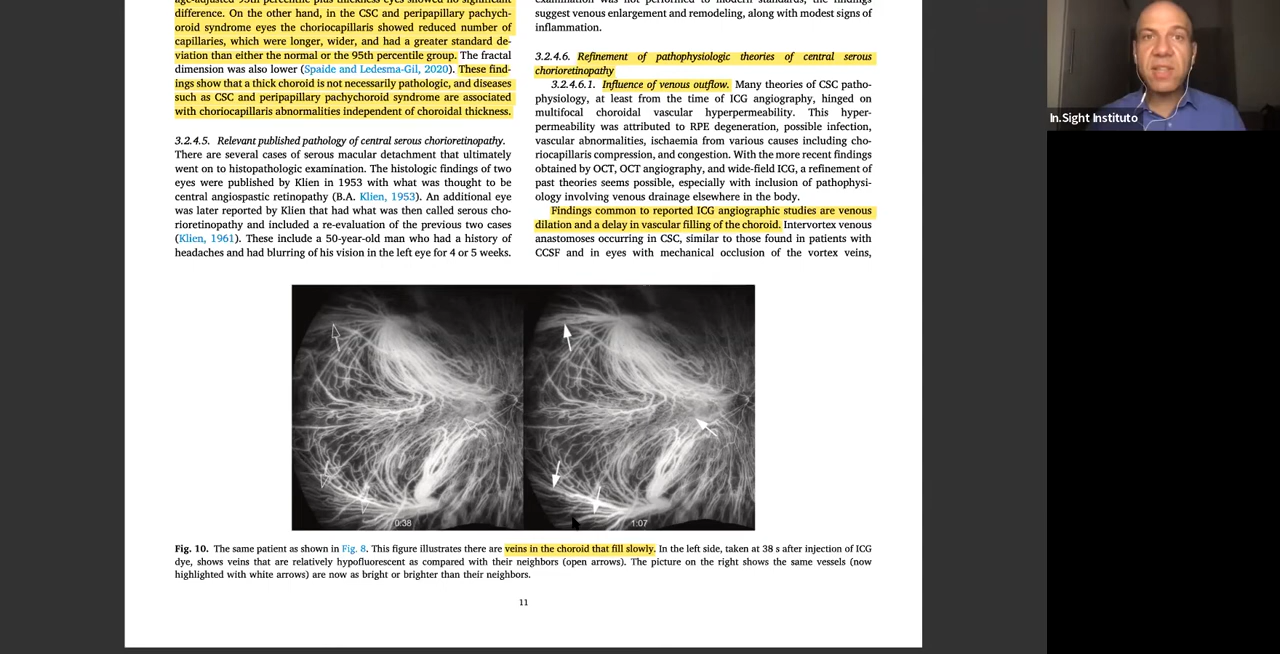 age-adjusted 95th percentile plus thickness eyes showed no significant
difference. On the other hand, in the CSC and peripapillary pachych-
oroid syndrome eyes the choriocapillaris showed reduced number of
capillaries, which were longer, wider, and had a greater standard de-
viation than either the normal or the 95th percentile group. The fractal
dimension was also lower (Spaide and Ledesma-Gil, 2020). These find-
ings show that a thick choroid is not necessarily pathologic, and diseases
such as CSC and peripapillary pachychoroid syndrome are associated
with choriocapillaris abnormalities independent of choroidal thickness.
3.2.4.5. Relevant published pathology of central serous chorioretinopathy.
There are several cases of serous macular detachment that ultimately
went on to histopathologic examination. The histologic findings of two
eyes were published by Klien in 1953 with what was thought to be
central angiospastic retinopathy (B.A. Klien, 1953). An additional eye
was later reported by Klien that had what was then called serous cho-
rioretinopathy and included a re-evaluation of the previous two cases
(Klien, 1961). These include a 50-year-old man who had a history of
headaches and had blurring of his vision in the left eye for 4 or 5 weeks.
examination was not performed to modern standards, the findings
suggest venous enlargement and remodeling, along with modest signs of
inflammation.
3.2.4.6. Refinement of pathophysiologic theories of central serous
chorioretinopathy
3.2.4.6.1. Influence of venous outflow. Many theories of CSC patho-
physiology, at least from the time of ICG angiography, hinged on
multifocal choroidal vascular hyperpermeability. This hyper-
permeability was attributed to RPE degeneration, possible infection,
vascular abnormalities, ischaemia from various causes including cho-
riocapillaris compression, and congestion. With the more recent findings
obtained by OCT, OCT angiography, and wide-field ICG, a refinement of
past theories seems possible, especially with inclusion of pathophysi-
ology involving venous drainage elsewhere in the body.
Findings common to reported ICG angiographic studies are venous
dilation and a delay in vascular filling of the choroid. Intervortex venous
anastomoses occurring in CSC, similar to those found in patients with
CCSF and in eyes with mechanical occlusion of the vortex veins,
0:38
1:07
Fig. 10. The same patient as shown in Fig. 8. This figure illustrates there are veins in the choroid that fill slowly. In the left side, taken at 38 s after injection of ICG
dye, shows veins that are relatively hypofluorescent as compared with their neighbors (open arrows). The picture on the right shows the same vessels (now
highlighted with white arrows) are now as bright or brighter than their neighbors.
11
In.Sight Instituto